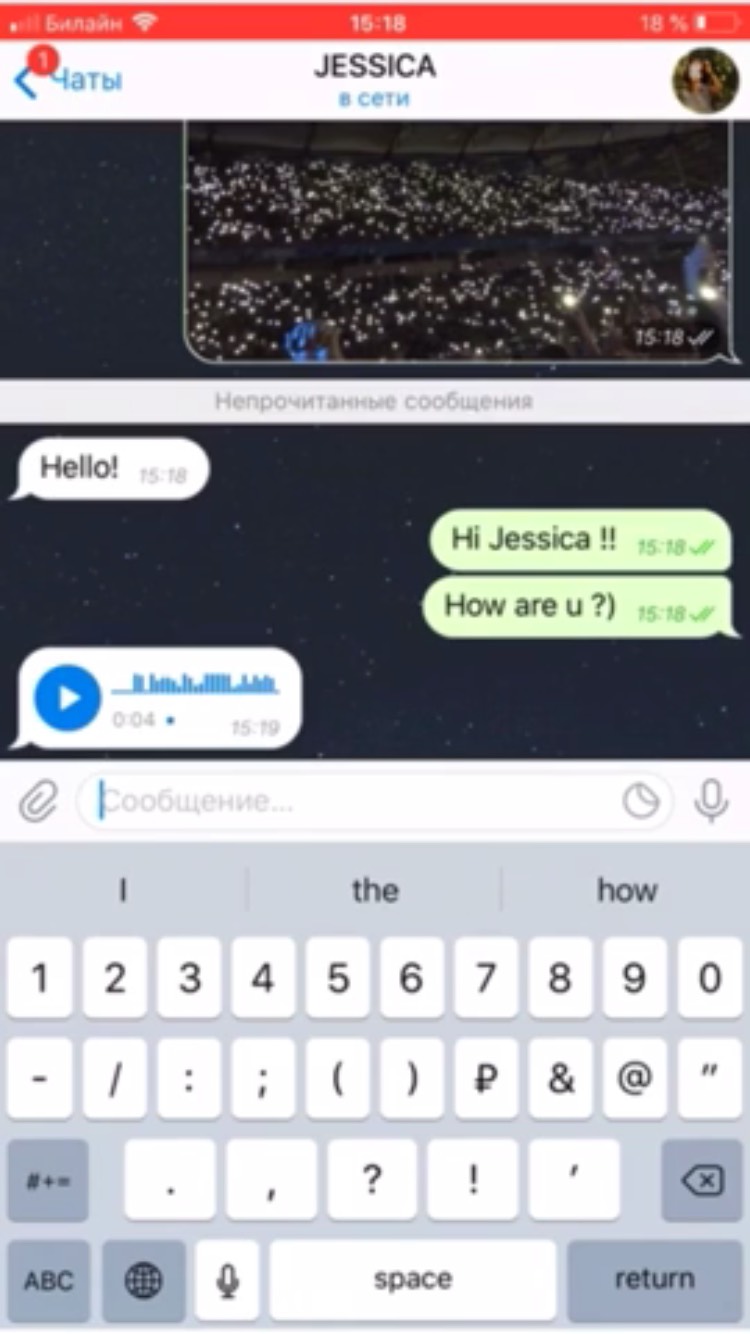 Билайн 15:18 18 %
1
Чаты JESSICA
в сети
15:18
Непрочитанные сообщения
Hello! 15:18
Hi Jessica !! 15:18
How are u ?) 15:18
0:04 15:19
Сообщение...
I the how
1 2 3 4 5 6 7 8 9 0
- / : ; ( ) ₽ & @ "
#+= . , ? ! '
ABC space return